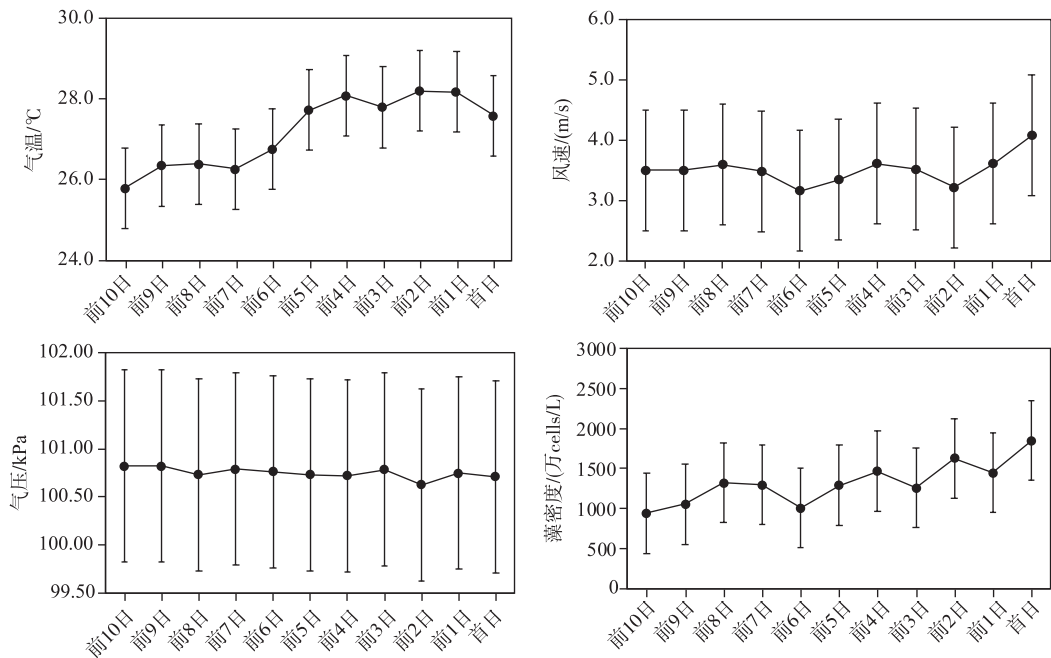 30.0
28.0
26.0
24.0
气温/℃
前10日
前9日
前8日
前7日
前6日
前5日
前4日
前3日
前2日
前1日
首日
6.0
5.0
4.0
3.0
2.0
风速/(m/s)
前10日
前9日
前8日
前7日
前6日
前5日
前4日
前3日
前2日
前1日
首日
102.00
101.50
101.00
100.50
100.00
99.50
气压/kPa
前10日
前9日
前8日
前7日
前6日
前5日
前4日
前3日
前2日
前1日
首日
3000
2500
2000
1500
1000
500
0
藻密度/(万cells/L)
前10日
前9日
前8日
前7日
前6日
前5日
前4日
前3日
前2日
前1日
首日